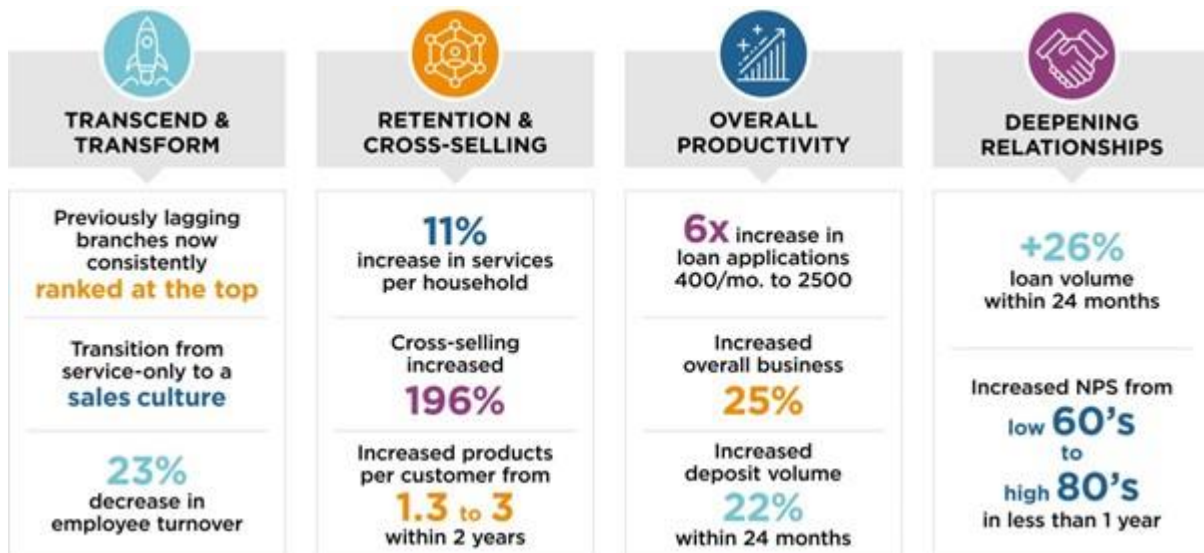 TRANSCEND &
TRANSFORM
Previously lagging
branches now
consistently
ranked at the top
Transition from
service-only to a
sales culture
23%
decrease in
employee turnover
RETENTION &
CROSS-SELLING
11%
increase in services
per household
Cross-selling
increased
196%
Increased products
per customer from
1.3 to 3
within 2 years
OVERALL
PRODUCTIVITY
6x increase in
loan applications
400/mo. to 2500
Increased
overall business
25%
Increased
deposit volume
22%
within 24 months
DEEPENING
RELATIONSHIPS
+26%
loan volume
within 24 months
Increased NPS from
low 60's
to
high 80's
in less than 1 year